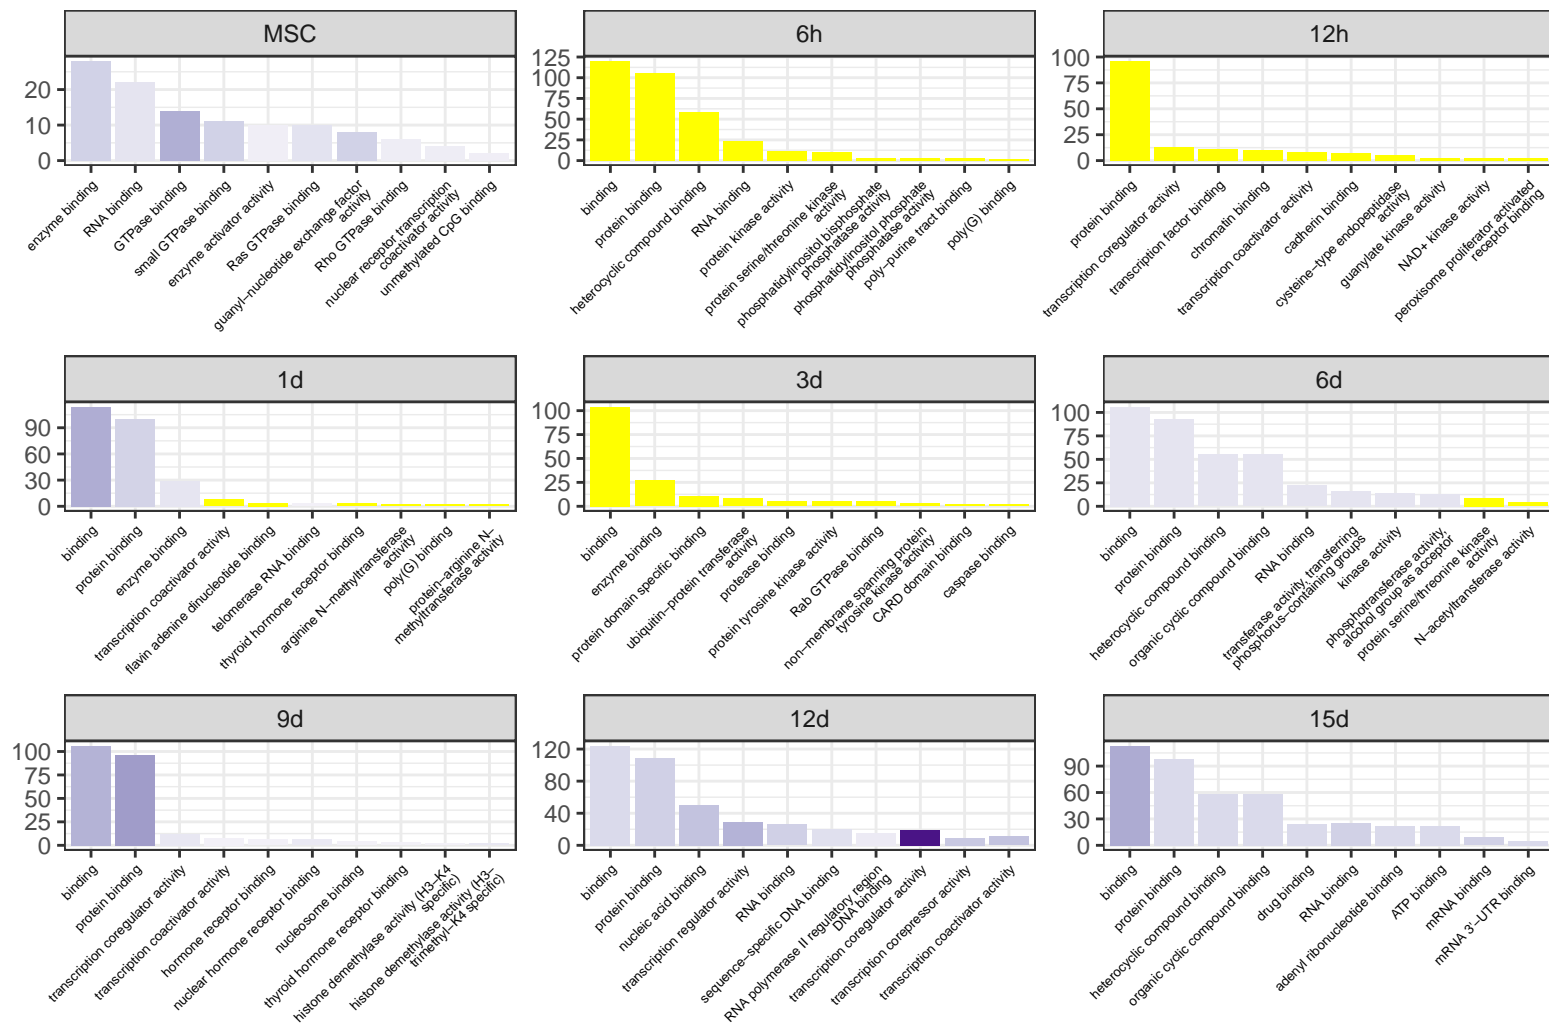 MSC
20
10
0
enzyme binding
RNA binding
GTPase binding
small GTPase binding
enzyme activator activity
Ras GTPase binding
guanyl−nucleotide exchange factor
activity
Rho GTPase binding
nuclear receptor transcription
coactivator activity
unmethylated CpG binding
6h
125
100
75
50
25
0
binding
protein binding
heterocyclic compound binding
RNA binding
protein kinase activity
protein serine/threonine kinase
activity
phosphatidylinositol bisphosphate
phosphatase activity
phosphatidylinositol phosphate
phosphatase activity
poly−purine tract binding
poly(G) binding
12h
100
75
50
25
0
protein binding
transcription coregulator activity
transcription factor binding
chromatin binding
transcription coactivator activity
cadherin binding
cysteine−type endopeptidase
activity
guanylate kinase activity
NAD+ kinase activity
peroxisome proliferator activated
receptor binding
1d
90
60
30
0
binding
protein binding
enzyme binding
transcription coactivator activity
flavin adenine dinucleotide binding
telomerase RNA binding
thyroid hormone receptor binding
arginine N−methyltransferase
activity
poly(G) binding
protein−arginine N−
methyltransferase activity
3d
100
75
50
25
0
binding
enzyme binding
protein domain specific binding
ubiquitin−protein transferase
activity
protease binding
protein tyrosine kinase activity
Rab GTPase binding
non−membrane spanning protein
tyrosine kinase activity
CARD domain binding
caspase binding
6d
100
75
50
25
0
binding
protein binding
heterocyclic compound binding
organic cyclic compound binding
RNA binding
transferase activity, transferring
phosphorus−containing groups
kinase activity
phosphotransferase activity,
alcohol group as acceptor
protein serine/threonine kinase
activity
N−acetyltransferase activity
9d
100
75
50
25
0
binding
protein binding
transcription coregulator activity
transcription coactivator activity
hormone receptor binding
nuclear hormone receptor binding
nucleosome binding
thyroid hormone receptor binding
histone demethylase activity (H3−K4
specific)
histone demethylase activity (H3−
trimethyl−K4 specific)
12d
120
80
40
0
binding
protein binding
nucleic acid binding
transcription regulator activity
RNA binding
sequence−specific DNA binding
RNA polymerase II regulatory region
DNA binding
transcription coregulator activity
transcription corepressor activity
transcription coactivator activity
15d
90
60
30
0
binding
protein binding
heterocyclic compound binding
organic cyclic compound binding
drug binding
RNA binding
adenyl ribonucleotide binding
ATP binding
mRNA binding
mRNA 3'−UTR binding